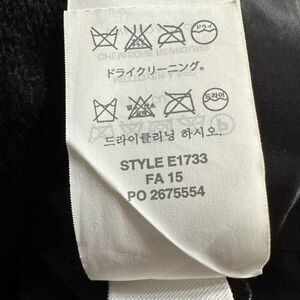 ドライ
ドライクリーニング。
드라이
드라이클리닝 하시오.
STYLE E1733
FA 15
PO 2675554